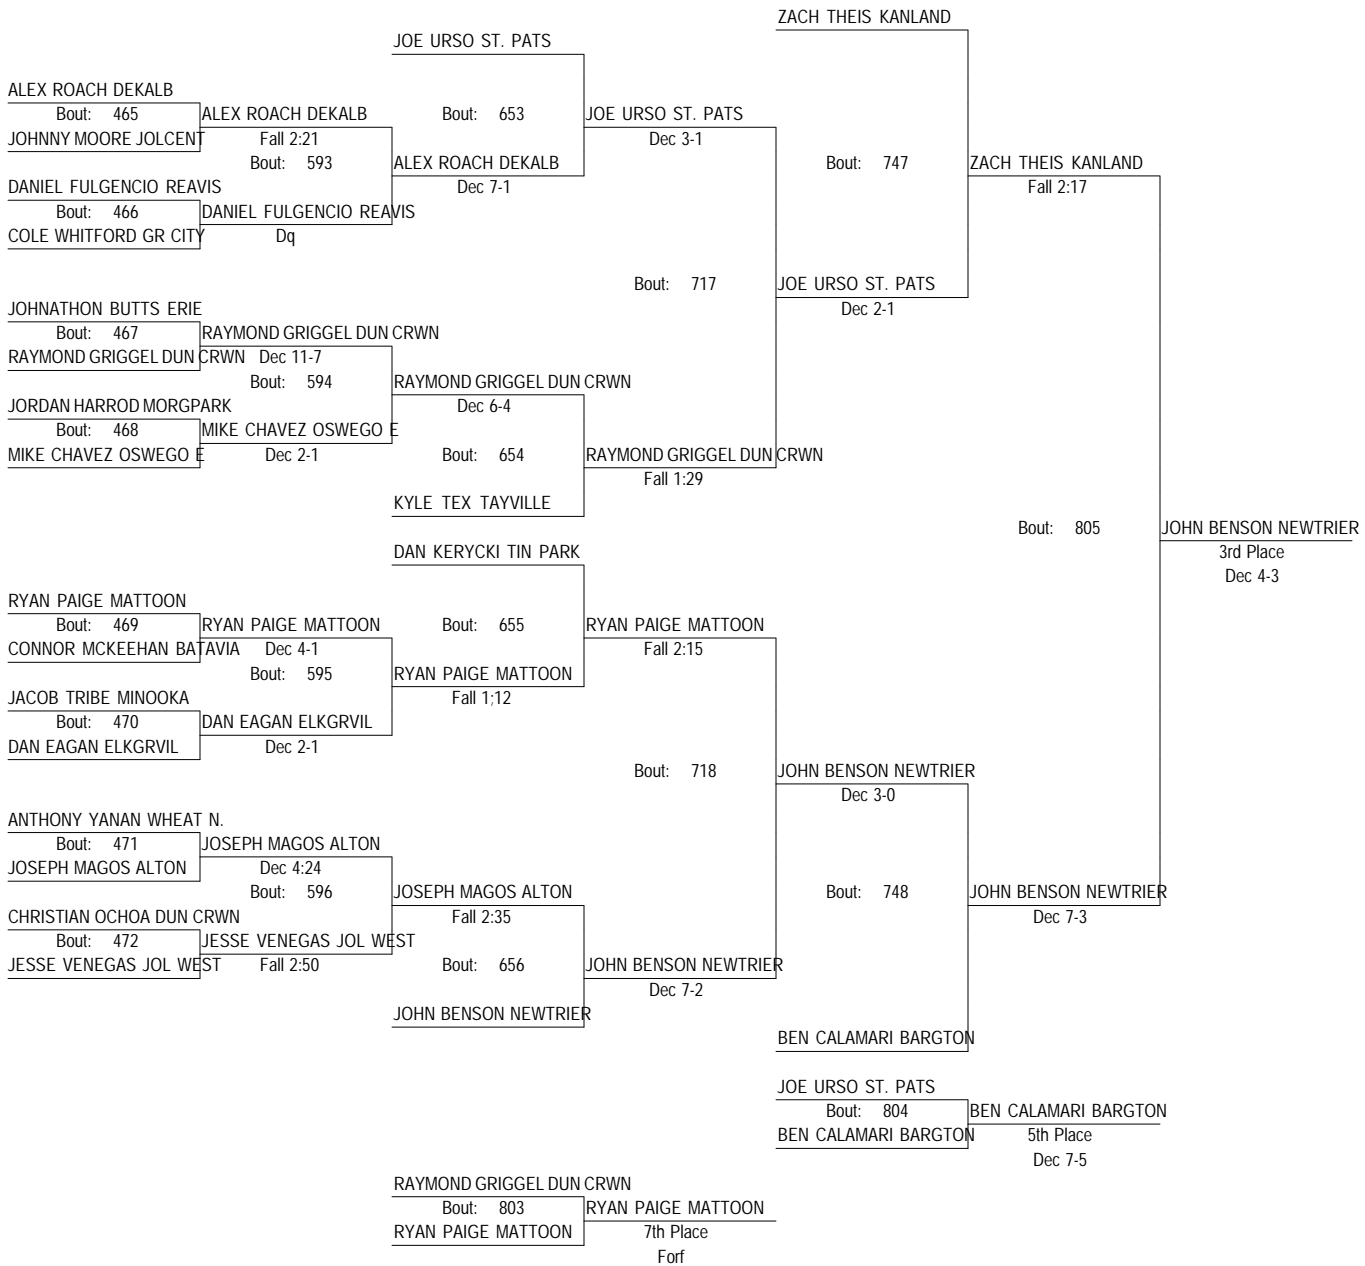 ZACH THEIS KANLAND
JOE URSO ST. PATS
ALEX ROACH DEKALB
Bout: 465 ALEX ROACH DEKALB Bout: 653 JOE URSO ST. PATS
JOHNNY MOORE JOLCENT Fall 2:21 Dec 3-1
Bout: 593 ALEX ROACH DEKALB Bout: 747 ZACH THEIS KANLAND
DANIEL FULGENCIO REAVIS Dec 7-1 Fall 2:17
Bout: 466 DANIEL FULGENCIO REAVIS
COLE WHITFORD GR CITY Dq
Bout: 717 JOE URSO ST. PATS
JOHNATHON BUTTS ERIE Dec 2-1
Bout: 467 RAYMOND GRIGGEL DUN CRWN
RAYMOND GRIGGEL DUN CRWN Dec 11-7
Bout: 594 RAYMOND GRIGGEL DUN CRWN
JORDAN HARROD MORGPARK Dec 6-4
Bout: 468 MIKE CHAVEZ OSWEGO E
MIKE CHAVEZ OSWEGO E Dec 2-1 Bout: 654 RAYMOND GRIGGEL DUN CRWN
Fall 1:29
KYLE TEX TAYVILLE
Bout: 805 JOHN BENSON NEWTRIER
DAN KERYCKI TIN PARK 3rd Place
Dec 4-3
RYAN PAIGE MATTOON
Bout: 469 RYAN PAIGE MATTOON Bout: 655 RYAN PAIGE MATTOON
CONNOR MCKEEHAN BATAVIA Dec 4-1 Fall 2:15
Bout: 595 RYAN PAIGE MATTOON
JACOB TRIBE MINOOKA Fall 1;12
Bout: 470 DAN EAGAN ELKGRVIL
DAN EAGAN ELKGRVIL Dec 2-1
Bout: 718 JOHN BENSON NEWTRIER
Dec 3-0
ANTHONY YANAN WHEAT N.
Bout: 471 JOSEPH MAGOS ALTON
JOSEPH MAGOS ALTON Dec 4:24
Bout: 596 JOSEPH MAGOS ALTON Bout: 748 JOHN BENSON NEWTRIER
CHRISTIAN OCHOA DUN CRWN Fall 2:35 Dec 7-3
Bout: 472 JESSE VENEGAS JOL WEST
JESSE VENEGAS JOL WEST Fall 2:50 Bout: 656 JOHN BENSON NEWTRIER
Dec 7-2
JOHN BENSON NEWTRIER
BEN CALAMARI BARGTON
JOE URSO ST. PATS
Bout: 804 BEN CALAMARI BARGTON
BEN CALAMARI BARGTON 5th Place
Dec 7-5
RAYMOND GRIGGEL DUN CRWN
Bout: 803 RYAN PAIGE MATTOON
RYAN PAIGE MATTOON 7th Place
Forf